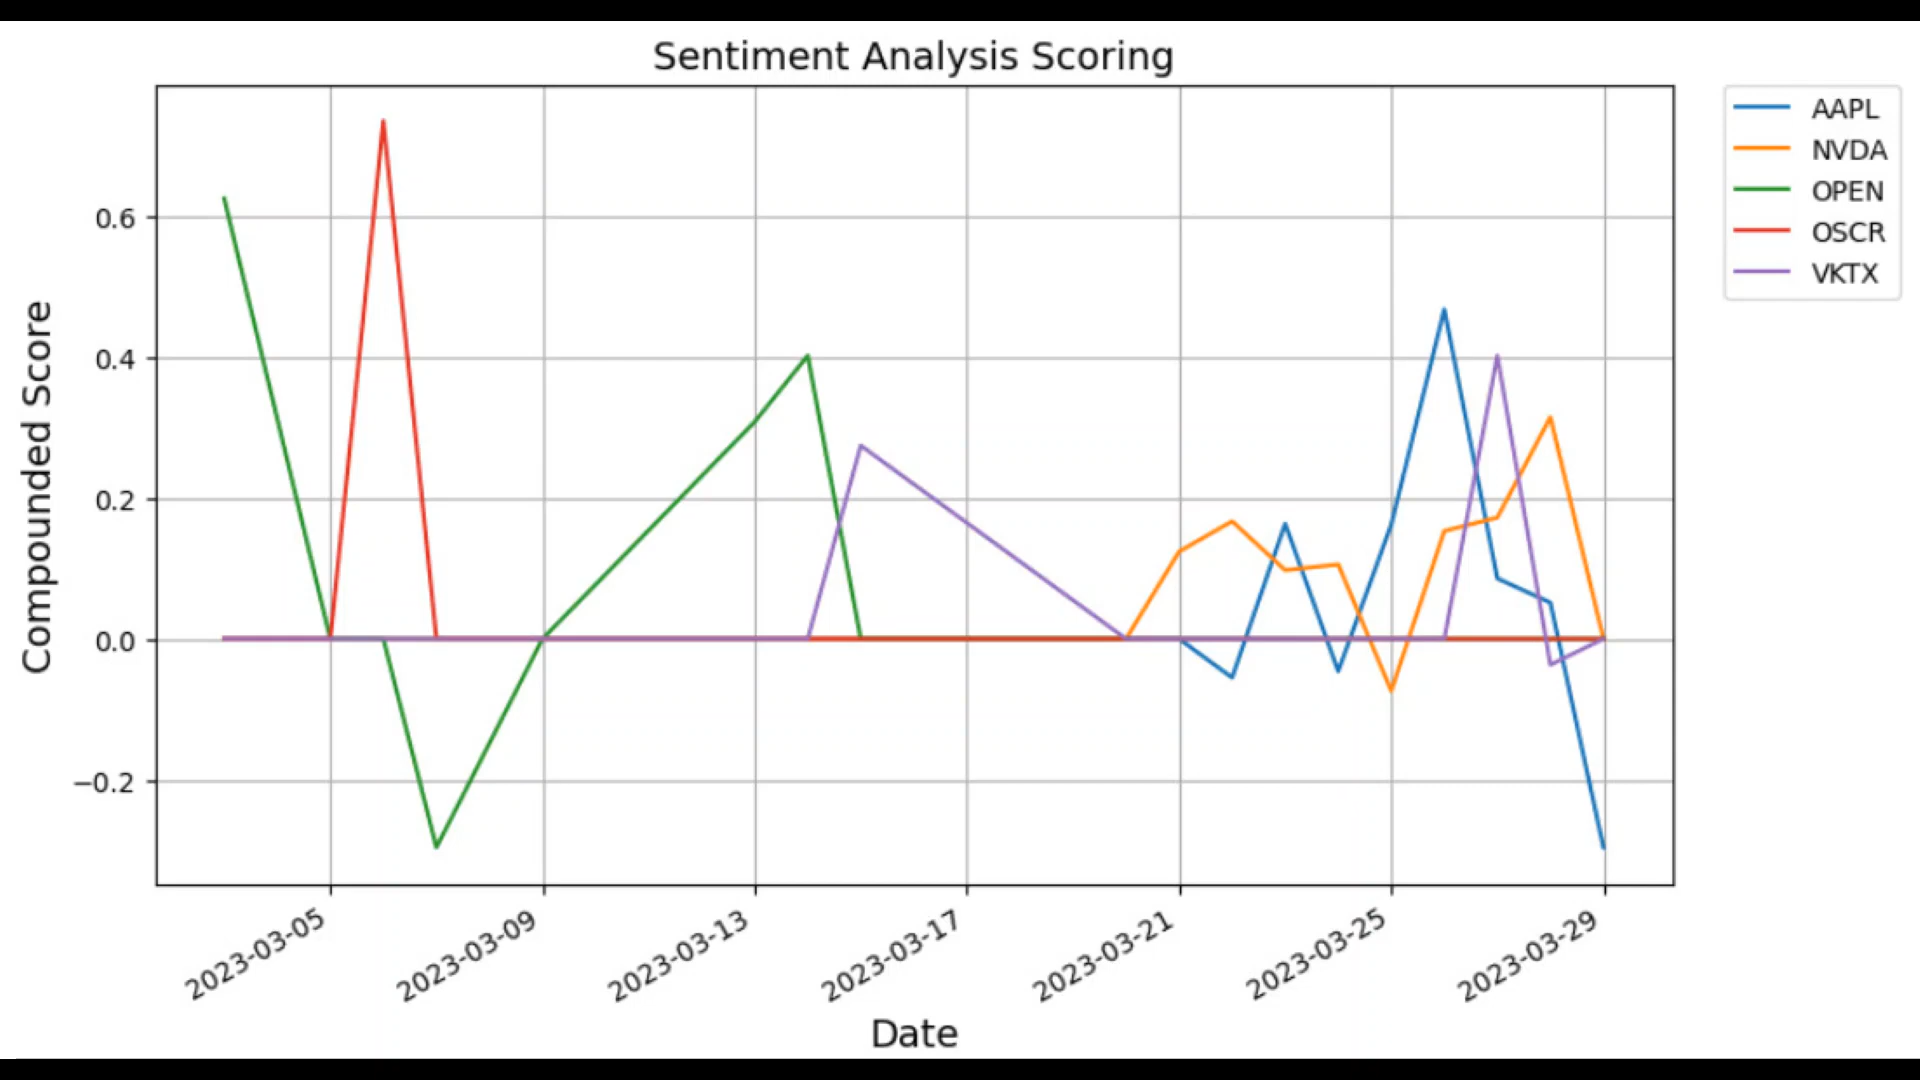 Sentiment Analysis Scoring
AAPL
NVDA
OPEN
OSCR
VKTX
Compounded Score
0.6
0.4
0.2
0.0
−0.2
2023-03-05
2023-03-09
2023-03-13
2023-03-17
2023-03-21
2023-03-25
2023-03-29
Date